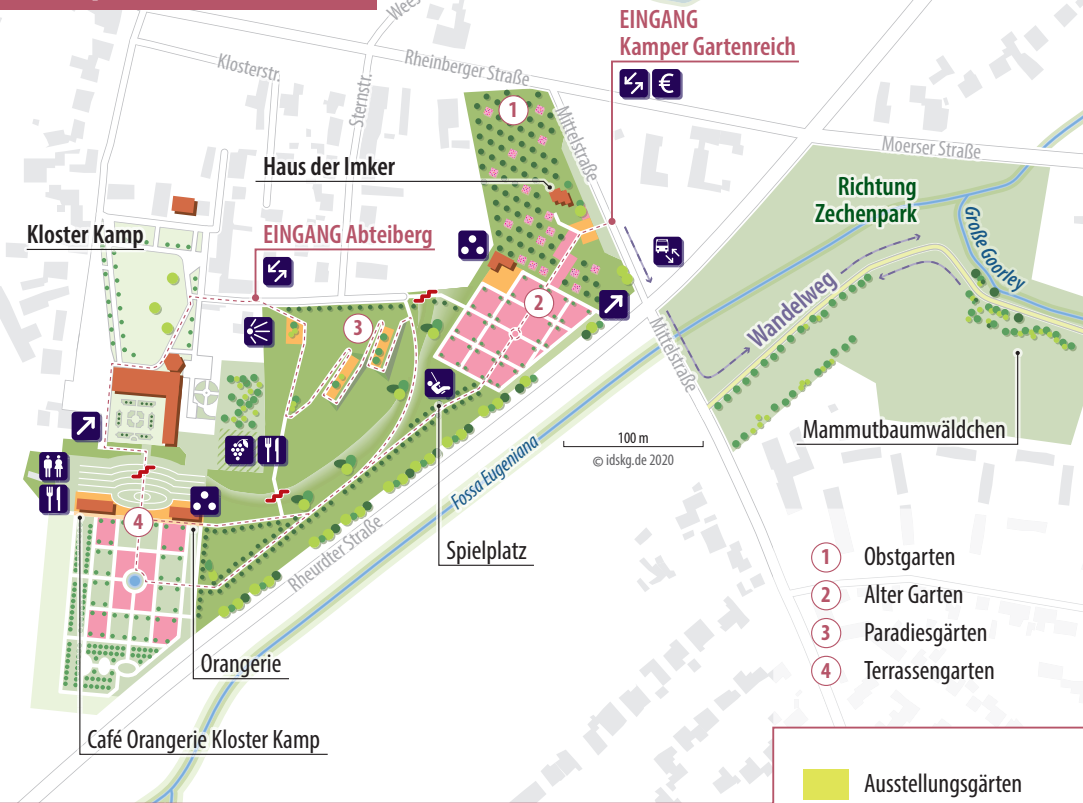 EINGANG
Kamper Gartenreich
€
Klosterstr.
Sternstr.
Rheinberger Straße
1
Mittelstraße
Moerser Straße
Haus der Imker
Richtung
Zechenpark
Große Goorley
Kloster Kamp
EINGANG Abteiberg
2
3
Wandelweg
Mittelstraße
Mammutbaumwäldchen
100 m
© idskg.de 2020
Fossa Eugeniana
4
Spielplatz
Rheurdter Straße
Orangerie
Café Orangerie Kloster Kamp
1 Obstgarten
2 Alter Garten
3 Paradiesgärten
4 Terrassengarten
Ausstellungsgärten